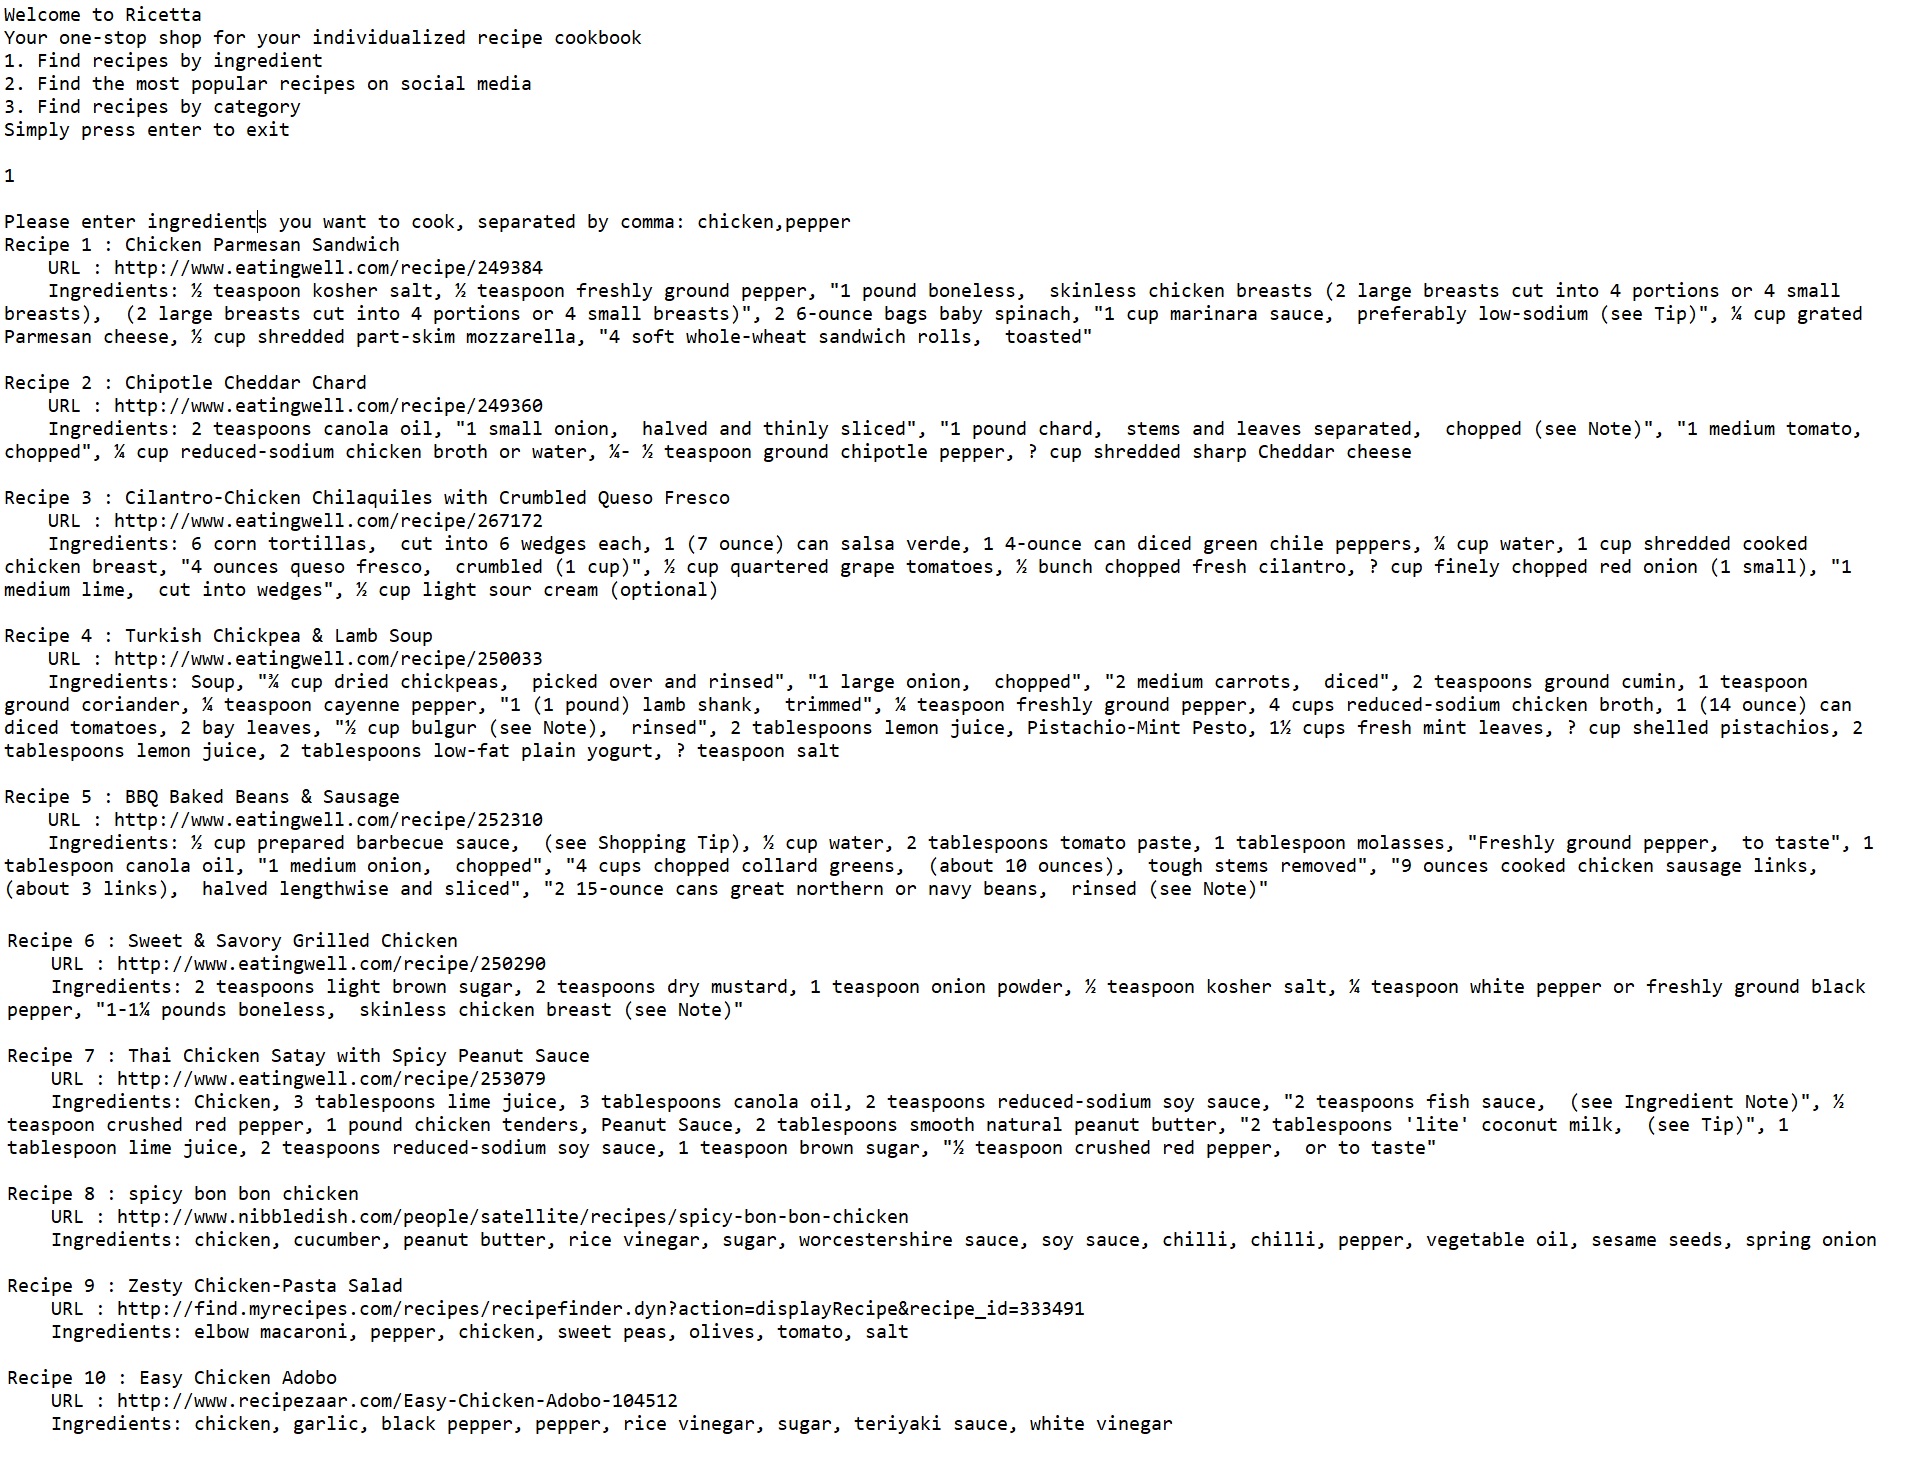 Welcome to Ricetta
Your one-stop shop for your individualized recipe cookbook
1. Find recipes by ingredient
2. Find the most popular recipes on social media
3. Find recipes by category
Simply press enter to exit
1
Please enter ingredients you want to cook, separated by comma: chicken,pepper
Recipe 1 : Chicken Parmesan Sandwich
URL : http://www.eatingwell.com/recipe/249384
Ingredients: ½ teaspoon kosher salt, ½ teaspoon freshly ground pepper, "1 pound boneless,  skinless chicken breasts (2 large breasts cut into 4 portions or 4 small
breasts),  (2 large breasts cut into 4 portions or 4 small breasts)", 2 6-ounce bags baby spinach, "1 cup marinara sauce,  preferably low-sodium (see Tip)", ¼ cup grated
Parmesan cheese, ½ cup shredded part-skim mozzarella, "4 soft whole-wheat sandwich rolls,  toasted"
Recipe 2 : Chipotle Cheddar Chard
URL : http://www.eatingwell.com/recipe/249360
Ingredients: 2 teaspoons canola oil, "1 small onion,  halved and thinly sliced", "1 pound chard,  stems and leaves separated,  chopped (see Note)", "1 medium tomato,
chopped", ¼ cup reduced-sodium chicken broth or water, ¼- ½ teaspoon ground chipotle pepper, ? cup shredded sharp Cheddar cheese
Recipe 3 : Cilantro-Chicken Chilaquiles with Crumbled Queso Fresco
URL : http://www.eatingwell.com/recipe/267172
Ingredients: 6 corn tortillas,  cut into 6 wedges each, 1 (7 ounce) can salsa verde, 1 4-ounce can diced green chile peppers, ¼ cup water, 1 cup shredded cooked
chicken breast, "4 ounces queso fresco,  crumbled (1 cup)", ½ cup quartered grape tomatoes, ½ bunch chopped fresh cilantro, ? cup finely chopped red onion (1 small), "1
medium lime,  cut into wedges", ½ cup light sour cream (optional)
Recipe 4 : Turkish Chickpea & Lamb Soup
URL : http://www.eatingwell.com/recipe/250033
Ingredients: Soup, "¾ cup dried chickpeas,  picked over and rinsed", "1 large onion,  chopped", "2 medium carrots,  diced", 2 teaspoons ground cumin, 1 teaspoon
ground coriander, ¼ teaspoon cayenne pepper, "1 (1 pound) lamb shank,  trimmed", ¼ teaspoon freshly ground pepper, 4 cups reduced-sodium chicken broth, 1 (14 ounce) can
diced tomatoes, 2 bay leaves, "½ cup bulgur (see Note),  rinsed", 2 tablespoons lemon juice, Pistachio-Mint Pesto, 1½ cups fresh mint leaves, ? cup shelled pistachios, 2
tablespoons lemon juice, 2 tablespoons low-fat plain yogurt, ? teaspoon salt
Recipe 5 : BBQ Baked Beans & Sausage
URL : http://www.eatingwell.com/recipe/252310
Ingredients: ½ cup prepared barbecue sauce,  (see Shopping Tip), ½ cup water, 2 tablespoons tomato paste, 1 tablespoon molasses, "Freshly ground pepper,  to taste", 1
tablespoon canola oil, "1 medium onion,  chopped", "4 cups chopped collard greens,  (about 10 ounces),  tough stems removed", "9 ounces cooked chicken sausage links,
(about 3 links),  halved lengthwise and sliced", "2 15-ounce cans great northern or navy beans,  rinsed (see Note)"
Recipe 6 : Sweet & Savory Grilled Chicken
URL : http://www.eatingwell.com/recipe/250290
Ingredients: 2 teaspoons light brown sugar, 2 teaspoons dry mustard, 1 teaspoon onion powder, ½ teaspoon kosher salt, ¼ teaspoon white pepper or freshly ground black
pepper, "1-1¼ pounds boneless,  skinless chicken breast (see Note)"
Recipe 7 : Thai Chicken Satay with Spicy Peanut Sauce
URL : http://www.eatingwell.com/recipe/253079
Ingredients: Chicken, 3 tablespoons lime juice, 3 tablespoons canola oil, 2 teaspoons reduced-sodium soy sauce, "2 teaspoons fish sauce,  (see Ingredient Note)", ½
teaspoon crushed red pepper, 1 pound chicken tenders, Peanut Sauce, 2 tablespoons smooth natural peanut butter, "2 tablespoons 'lite' coconut milk,  (see Tip)", 1
tablespoon lime juice, 2 teaspoons reduced-sodium soy sauce, 1 teaspoon brown sugar, "½ teaspoon crushed red pepper,  or to taste"
Recipe 8 : spicy bon bon chicken
URL : http://www.nibbledish.com/people/satellite/recipes/spicy-bon-bon-chicken
Ingredients: chicken, cucumber, peanut butter, rice vinegar, sugar, worcestershire sauce, soy sauce, chilli, chilli, pepper, vegetable oil, sesame seeds, spring onion
Recipe 9 : Zesty Chicken-Pasta Salad
URL : http://find.myrecipes.com/recipes/recipefinder.dyn?action=displayRecipe&recipe_id=333491
Ingredients: elbow macaroni, pepper, chicken, sweet peas, olives, tomato, salt
Recipe 10 : Easy Chicken Adobo
URL : http://www.recipezaar.com/Easy-Chicken-Adobo-104512
Ingredients: chicken, garlic, black pepper, pepper, rice vinegar, sugar, teriyaki sauce, white vinegar